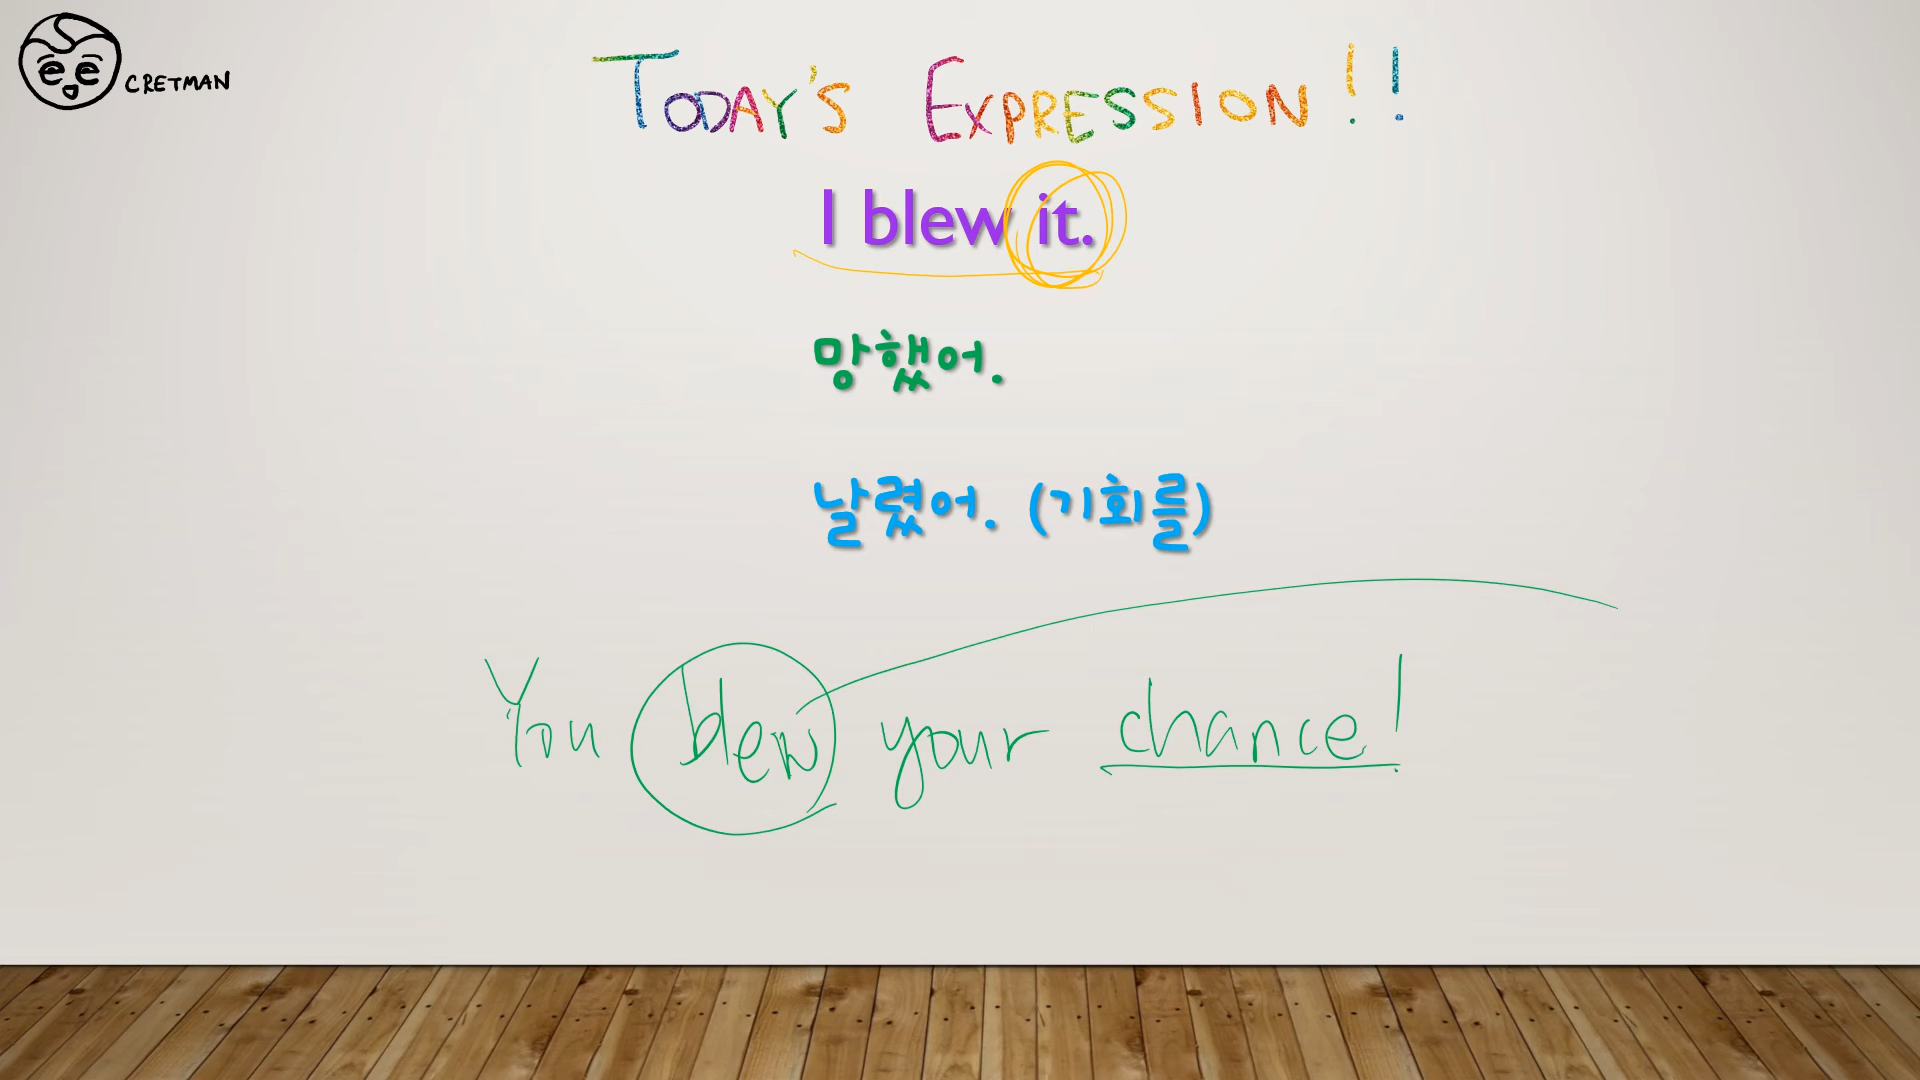 CRETMAN
TODAY'S EXPRESSION!!
I blew it.
망했어.
날렸어. (기회를)
You blew your chance!